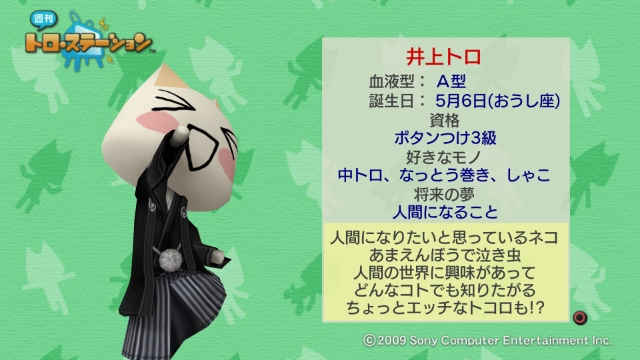 週刊
トロ・ステーション™
井上トロ
血液型： A型
誕生日： 5月6日(おうし座)
資格
ボタンつけ3級
好きなモノ
中トロ、なっとう巻き、しゃこ
将来の夢
人間になること
人間になりたいと思っているネコ
あまえんぼうで泣き虫
人間の世界に興味があって
どんなコトでも知りたがる
ちょっとエッチなトコロも!?
©2009 Sony Computer Entertainment Inc.